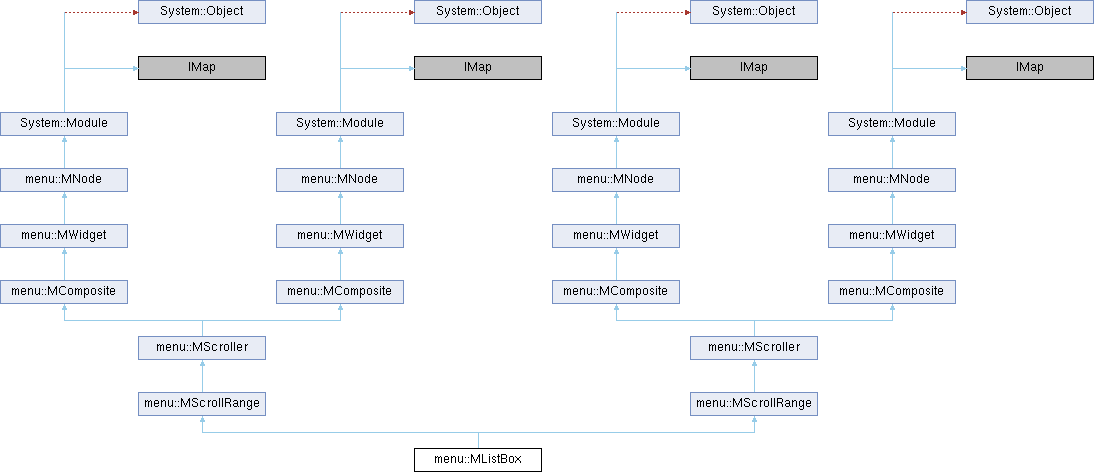 System::Object
System::Object
System::Object
System::Object
IMap
IMap
IMap
IMap
System::Module
System::Module
System::Module
System::Module
menu::MNode
menu::MNode
menu::MNode
menu::MNode
menu::MWidget
menu::MWidget
menu::MWidget
menu::MWidget
menu::MComposite
menu::MComposite
menu::MComposite
menu::MComposite
menu::MScroller
menu::MScroller
menu::MScrollRange
menu::MScrollRange
menu::MListBox